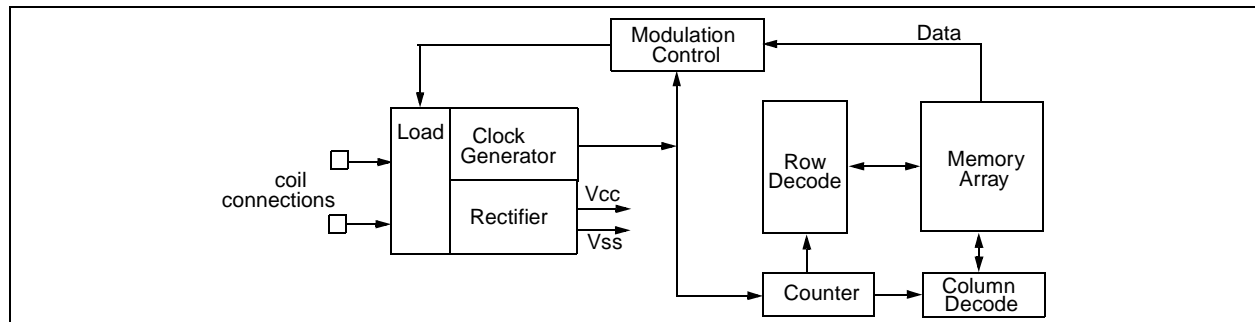 Modulation
Control
Data
Load
Clock
Generator
Row
Decode
Memory
Array
coil
connections
Vcc
Rectifier
Vss
Counter
Column
Decode